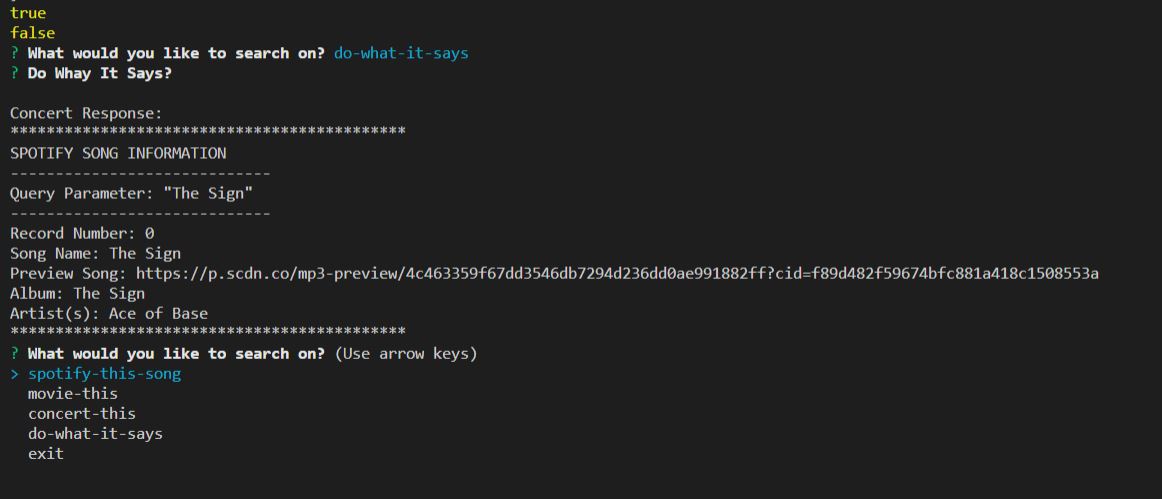 true
false
? What would you like to search on? do-what-it-says
? Do Whay It Says?
Concert Response:
********************************************
SPOTIFY SONG INFORMATION
-----------------------------
Query Parameter: "The Sign"
-----------------------------
Record Number: 0
Song Name: The Sign
Preview Song: https://p.scdn.co/mp3-preview/4c463359f67dd3546db7294d236dd0ae991882ff?cid=f89d482f59674bfc881a418c1508553a
Album: The Sign
Artist(s): Ace of Base
********************************************
? What would you like to search on? (Use arrow keys)
> spotify-this-song
movie-this
concert-this
do-what-it-says
exit